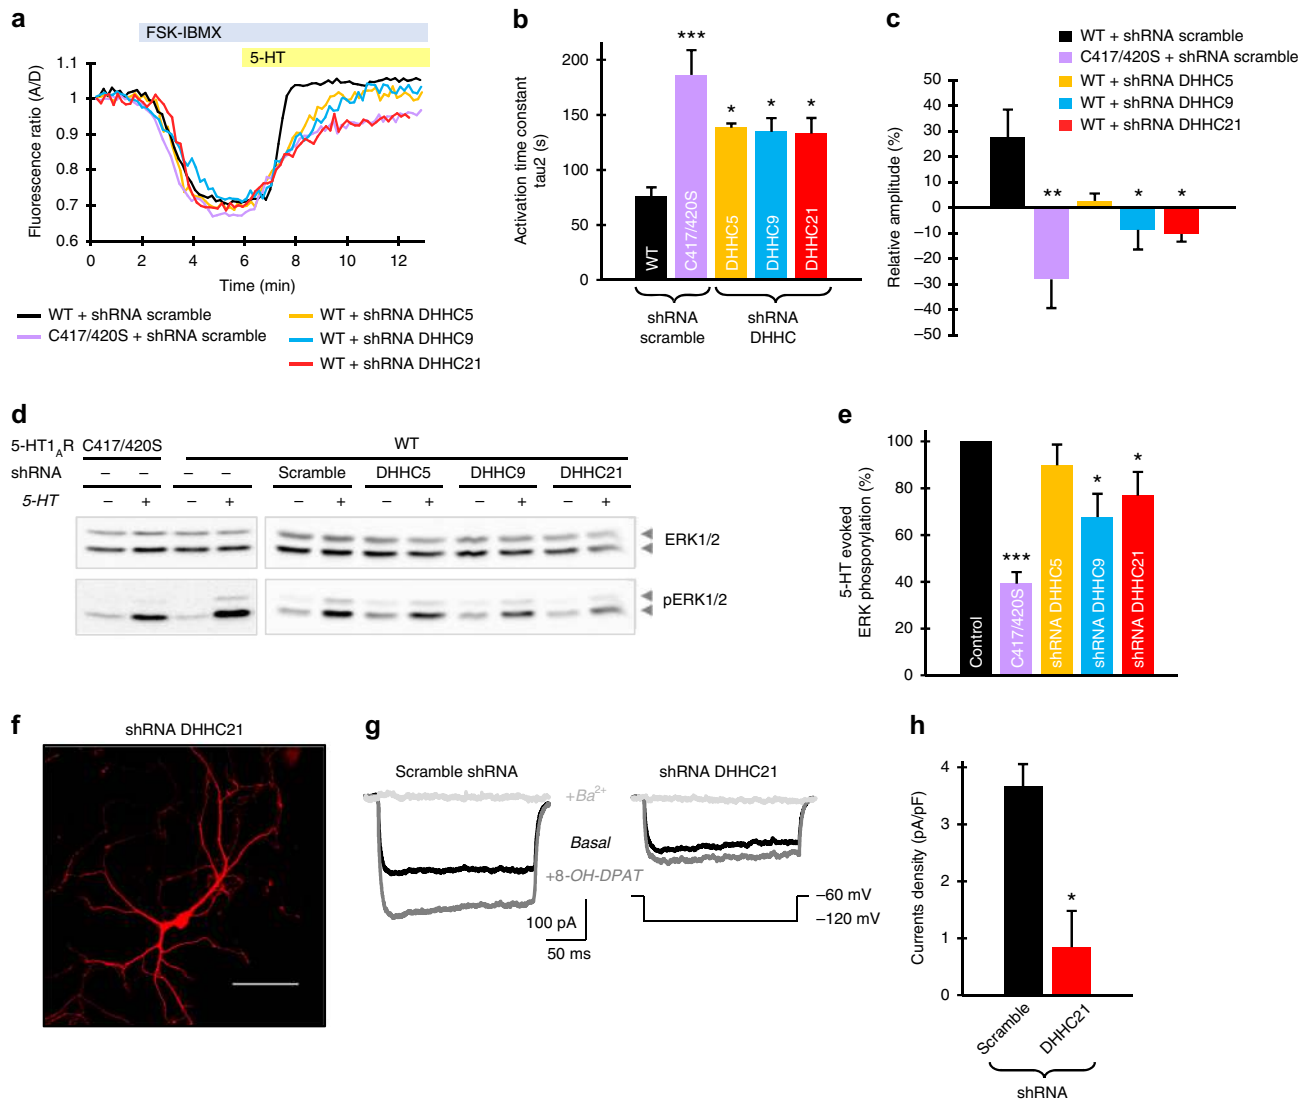 a
FSK-IBMX
5-HT
Fluorescence ratio (A/D)
1.1
1.0
0.9
0.8
0.7
0.6
0 2 4 6 8 10 12
Time (min)
WT + shRNA scramble
C417/420S + shRNA scramble
WT + shRNA DHHC5
WT + shRNA DHHC9
WT + shRNA DHHC21
b
Activation time constant
tau2 (s)
200
150
100
50
0
***
*
*
*
WT
C417/420S
DHHC5
DHHC9
DHHC21
shRNA
scramble
shRNA
DHHC
c
WT + shRNA scramble
C417/420S + shRNA scramble
WT + shRNA DHHC5
WT + shRNA DHHC9
WT + shRNA DHHC21
Relative amplitude (%)
50
40
30
20
10
0
–10
–20
–30
–40
–50
**
*
*
d
5-HT1AR C417/420S WT
shRNA – – – – Scramble DHHC5 DHHC9 DHHC21
5-HT – + – + – + – + – + – +
ERK1/2
pERK1/2
e
5-HT evoked
ERK phosporylation (%)
100
80
60
40
20
0
***
*
*
Control
C417/420S
shRNA DHHC5
shRNA DHHC9
shRNA DHHC21
f
shRNA DHHC21
g
Scramble shRNA
shRNA DHHC21
+Ba2+
Basal
+8-OH-DPAT
100 pA
50 ms
–60 mV
–120 mV
h
Currents density (pA/pF)
4
3
2
1
0
*
Scramble
DHHC21
shRNA